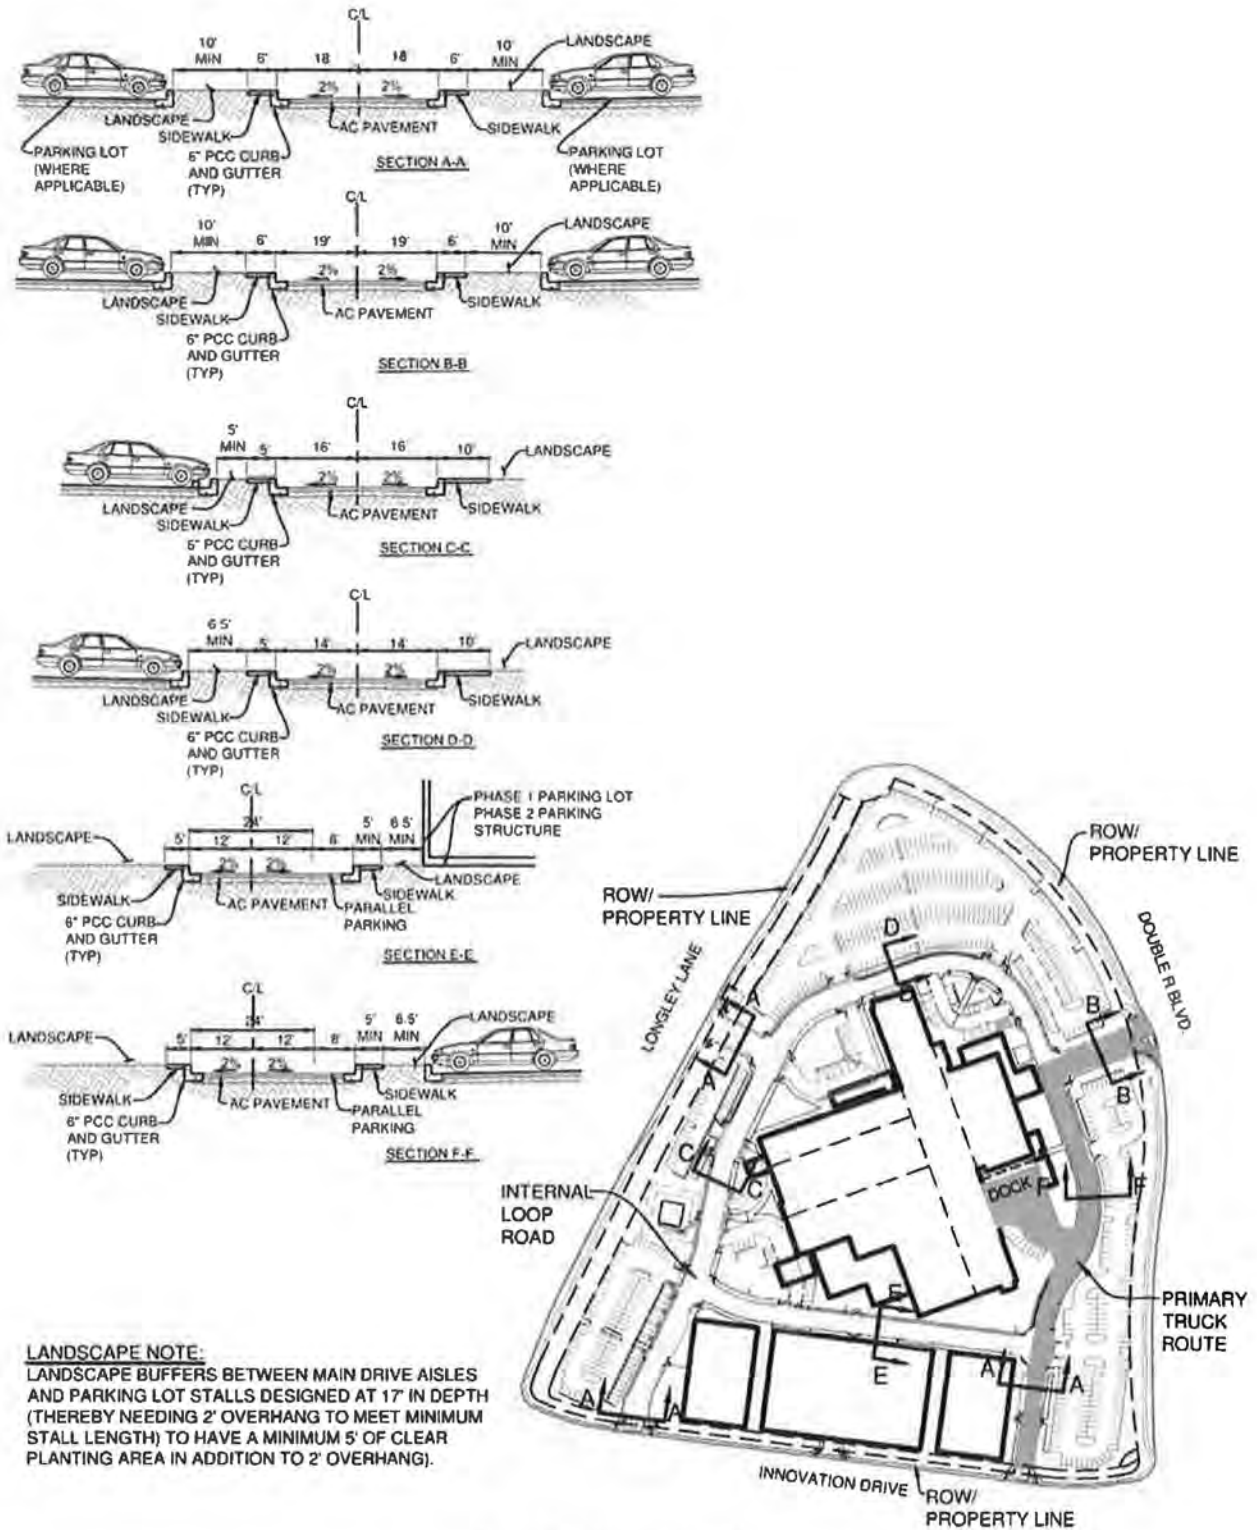 C/L
10' MIN 6' 18' 18' 6' 10' MIN
LANDSCAPE
2% 2%
LANDSCAPE
SIDEWALK
AC PAVEMENT
SIDEWALK
PARKING LOT
(WHERE
APPLICABLE)
6" PCC CURB
AND GUTTER
(TYP)
SECTION A-A
PARKING LOT
(WHERE
APPLICABLE)
C/L
10' MIN 6' 19' 19' 6' 10' MIN
LANDSCAPE
2% 2%
LANDSCAPE
SIDEWALK
AC PAVEMENT
SIDEWALK
6" PCC CURB
AND GUTTER
(TYP)
SECTION B-B
C/L
5' MIN 5' 16' 16' 10'
LANDSCAPE
2% 2%
LANDSCAPE
SIDEWALK
AC PAVEMENT
SIDEWALK
6" PCC CURB
AND GUTTER
(TYP)
SECTION C-C
C/L
6.5' MIN 5' 14' 14' 10'
LANDSCAPE
2% 2%
LANDSCAPE
SIDEWALK
AC PAVEMENT
SIDEWALK
6" PCC CURB
AND GUTTER
(TYP)
SECTION D-D
C/L
24'
5' 12' 12' 8' 5' MIN 6.5' MIN
PHASE 1 PARKING LOT
PHASE 2 PARKING
STRUCTURE
LANDSCAPE
2% 2%
LANDSCAPE
SIDEWALK
AC PAVEMENT
SIDEWALK
PARALLEL
PARKING
6" PCC CURB
AND GUTTER
(TYP)
SECTION E-E
C/L
24'
5' 12' 12' 8' 5' MIN 6.5' MIN
LANDSCAPE
LANDSCAPE
2% 2%
SIDEWALK
AC PAVEMENT
SIDEWALK
PARALLEL
PARKING
6" PCC CURB
AND GUTTER
(TYP)
SECTION F-F
LANDSCAPE NOTE:
LANDSCAPE BUFFERS BETWEEN MAIN DRIVE AISLES
AND PARKING LOT STALLS DESIGNED AT 17' IN DEPTH
(THEREBY NEEDING 2' OVERHANG TO MEET MINIMUM
STALL LENGTH) TO HAVE A MINIMUM 5' OF CLEAR
PLANTING AREA IN ADDITION TO 2' OVERHANG).
ROW/
PROPERTY LINE
ROW/
PROPERTY LINE
LONGLEY LANE
DOUBLE R BLVD.
D
D
A
A
B
B
C
C
DOCK
F
F
INTERNAL
LOOP
ROAD
E
E
PRIMARY
TRUCK
ROUTE
A
A
A
A
INNOVATION DRIVE
ROW/
PROPERTY LINE